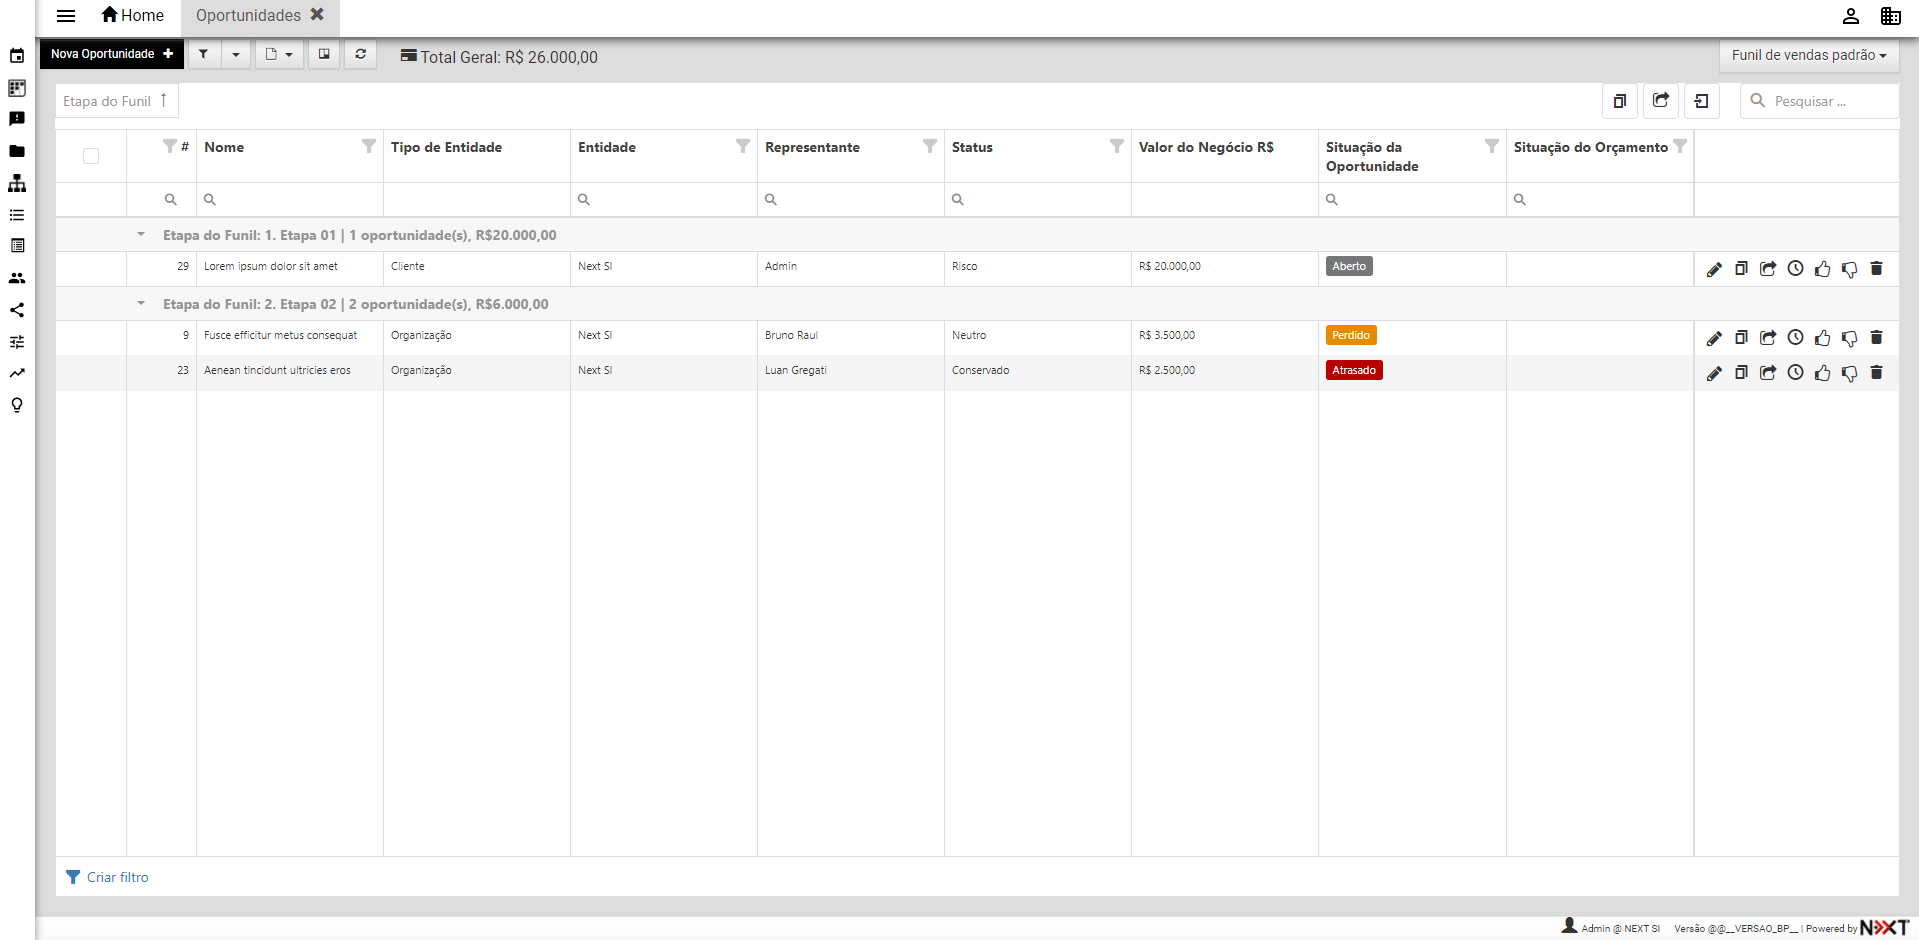 Home
Oportunidades
Nova Oportunidade
Total Geral: R$ 26.000,00
Funil de vendas padrão
Etapa do Funil
Pesquisar ...
# Nome Tipo de Entidade Entidade Representante Status Valor do Negócio R$ Situação da Oportunidade Situação do Orçamento
Etapa do Funil: 1. Etapa 01 | 1 oportunidade(s), R$20.000,00
29 Lorem ipsum dolor sit amet Cliente Next SI Admin Risco R$ 20.000,00 Aberto
Etapa do Funil: 2. Etapa 02 | 2 oportunidade(s), R$6.000,00
9 Fusce efficitur metus consequat Organização Next SI Bruno Raul Neutro R$ 3.500,00 Perdido
23 Aenean tincidunt ultricies eros Organização Next SI Luan Gregati Conservado R$ 2.500,00 Atrasado
Criar filtro
Admin @ NEXT SI Versão @@__VERSAO_BP__ | Powered by NEXT